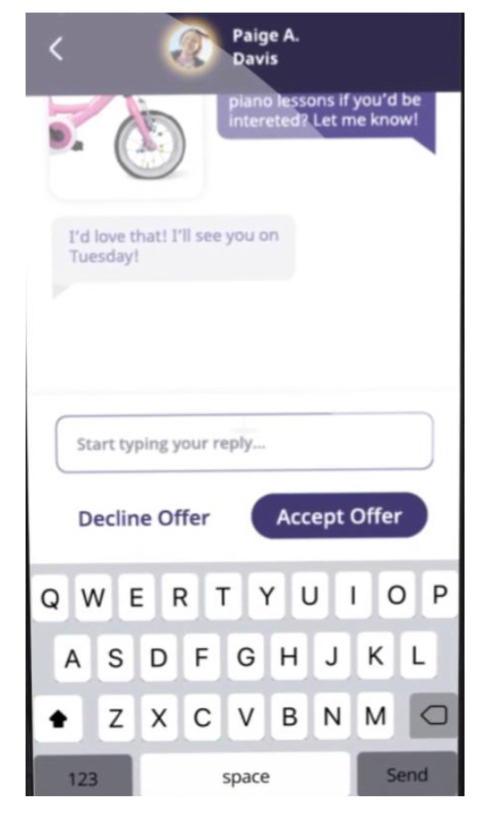 Paige A.
Davis
piano lessons if you'd be
intereted? Let me know!
I'd love that! I'll see you on
Tuesday!
Start typing your reply...
Decline Offer
Accept Offer
Q W E R T Y U I O P
A S D F G H J K L
Z X C V B N M
123 space Send